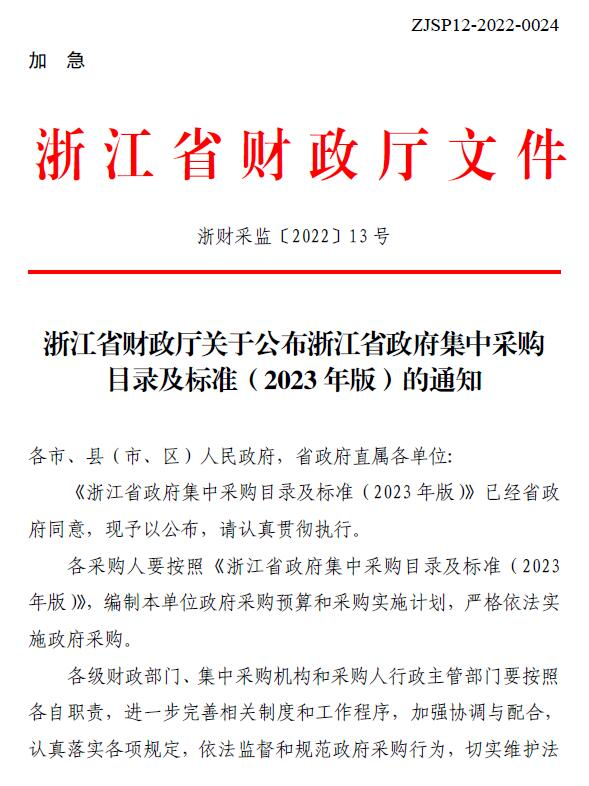 ZJSP12-2022-0024
加 急
浙江省财政厅文件
浙财采监〔2022〕13 号
浙江省财政厅关于公布浙江省政府集中采购
目录及标准（2023 年版）的通知
各市、县（市、区）人民政府，省政府直属各单位:
《浙江省政府集中采购目录及标准（2023 年版)》已经省政
府同意，现予以公布，请认真贯彻执行。
各采购人要按照《浙江省政府集中采购目录及标准（2023
年版)》，编制本单位政府采购预算和采购实施计划，严格依法实
施政府采购。
各级财政部门、集中采购机构和采购人行政主管部门要按照
各自职责，进一步完善相关制度和工作程序，加强协调与配合，
认真落实各项规定，依法监督和规范政府采购行为，切实维护法